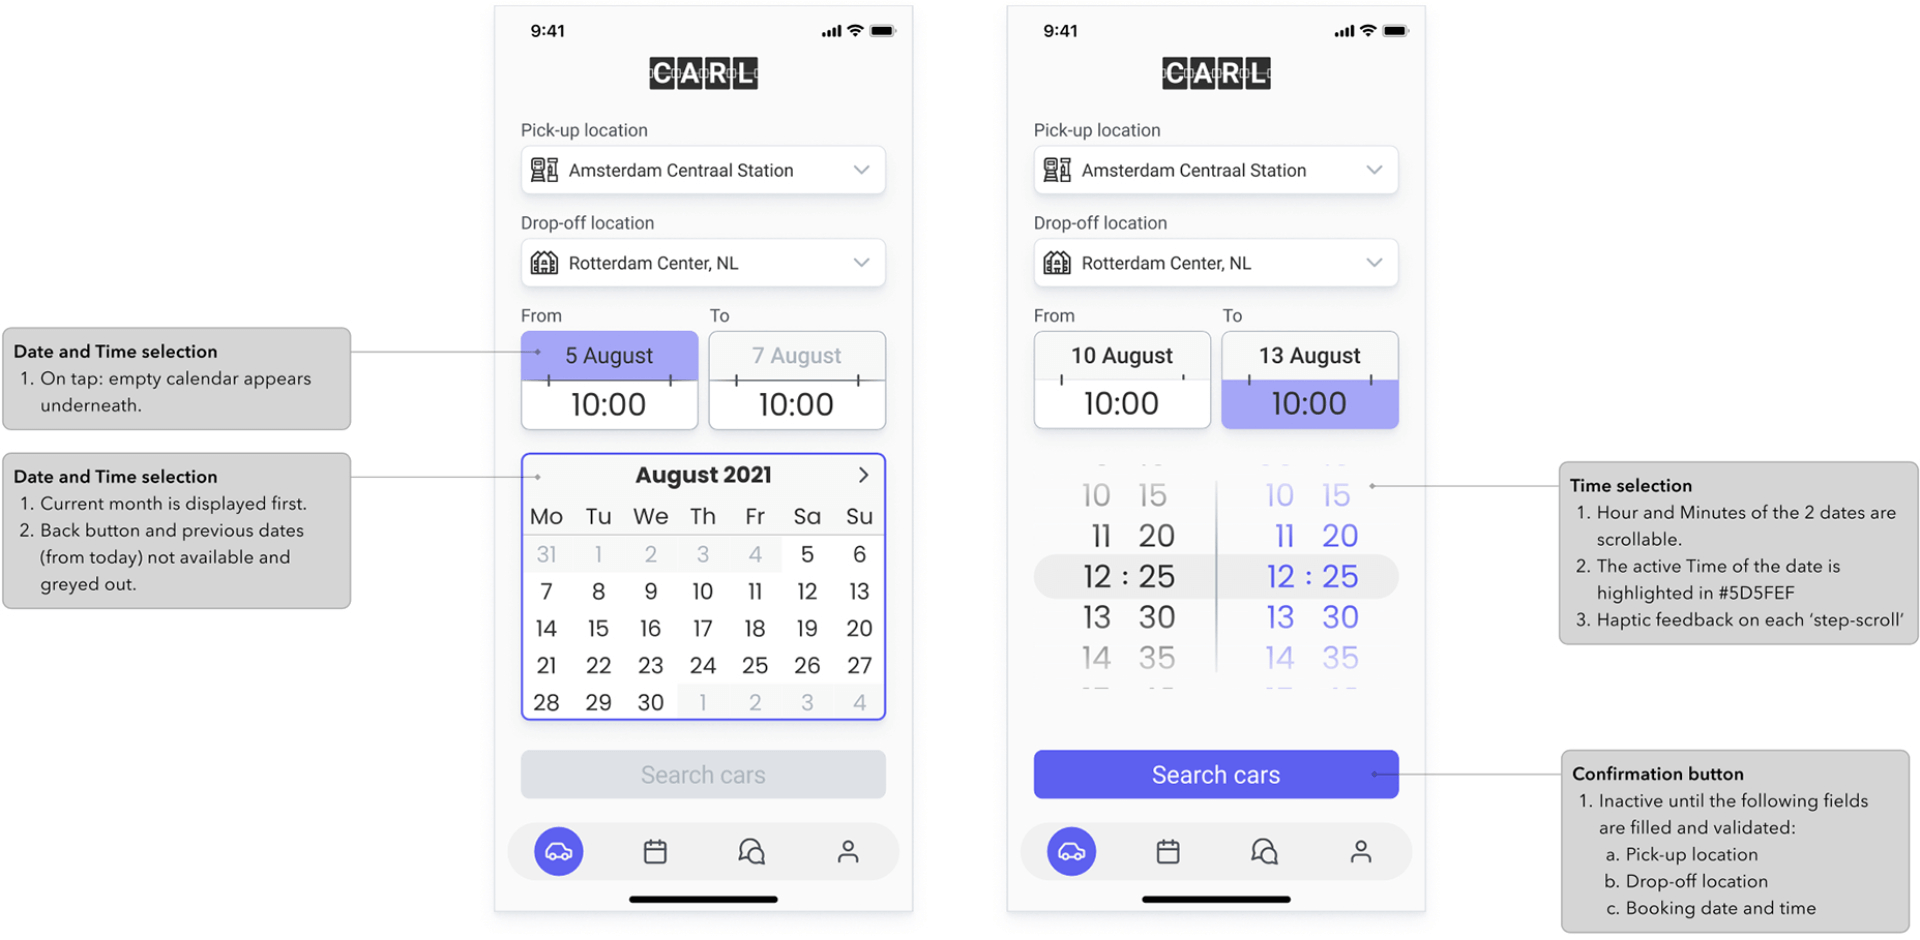 Date and Time selection
1. On tap: empty calendar appears
underneath.
Date and Time selection
1. Current month is displayed first.
2. Back button and previous dates
(from today) not available and
greyed out.
9:41
CARL
Pick-up location
Amsterdam Centraal Station
Drop-off location
Rotterdam Center, NL
From To
5 August 7 August
10:00 10:00
August 2021
Mo Tu We Th Fr Sa Su
31 1 2 3 4 5 6
7 8 9 10 11 12 13
14 15 16 17 18 19 20
21 22 23 24 25 26 27
28 29 30 1 2 3 4
Search cars
9:41
CARL
Pick-up location
Amsterdam Centraal Station
Drop-off location
Rotterdam Center, NL
From To
10 August 13 August
10:00 10:00
10 15 10 15
11 20 11 20
12 : 25 12 : 25
13 30 13 30
14 35 14 35
Search cars
Time selection
1. Hour and Minutes of the 2 dates are
scrollable.
2. The active Time of the date is
highlighted in #5D5FEF
3. Haptic feedback on each ‘step-scroll’
Confirmation button
1. Inactive until the following fields
are filled and validated:
a. Pick-up location
b. Drop-off location
c. Booking date and time